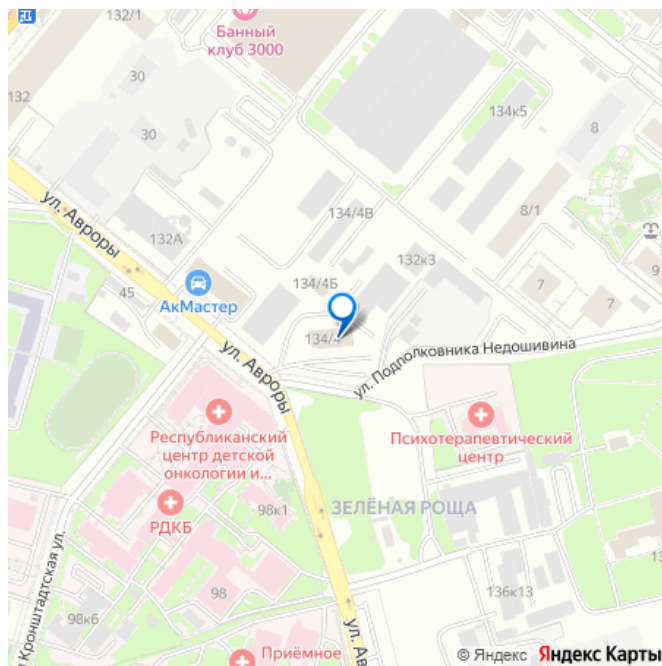 132/1
Банный
клуб 3000
30
132
134к5
8
30
134/4В
8/1
ул. Авроры
132А
132к3
9
134/4Б
7
45
7
АкМастер
134/4
ул. Подполковника Недошивина
ул. Авроры
Республиканский
центр детской
онкологии и...
Психотерапевтический
центр
РДКБ
98к1
ЗЕЛЁНАЯ РОЩА
Кронштадтская ул.
98
136к13
98к6
ул. Ав
Приёмное
© Яндекс Яндекс Карты